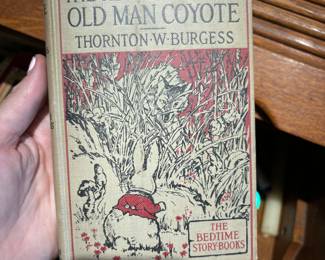 OLD MAN COYOTE
THORNTON·W·BURGESS
THE
BEDTIME
STORY-BOOKS